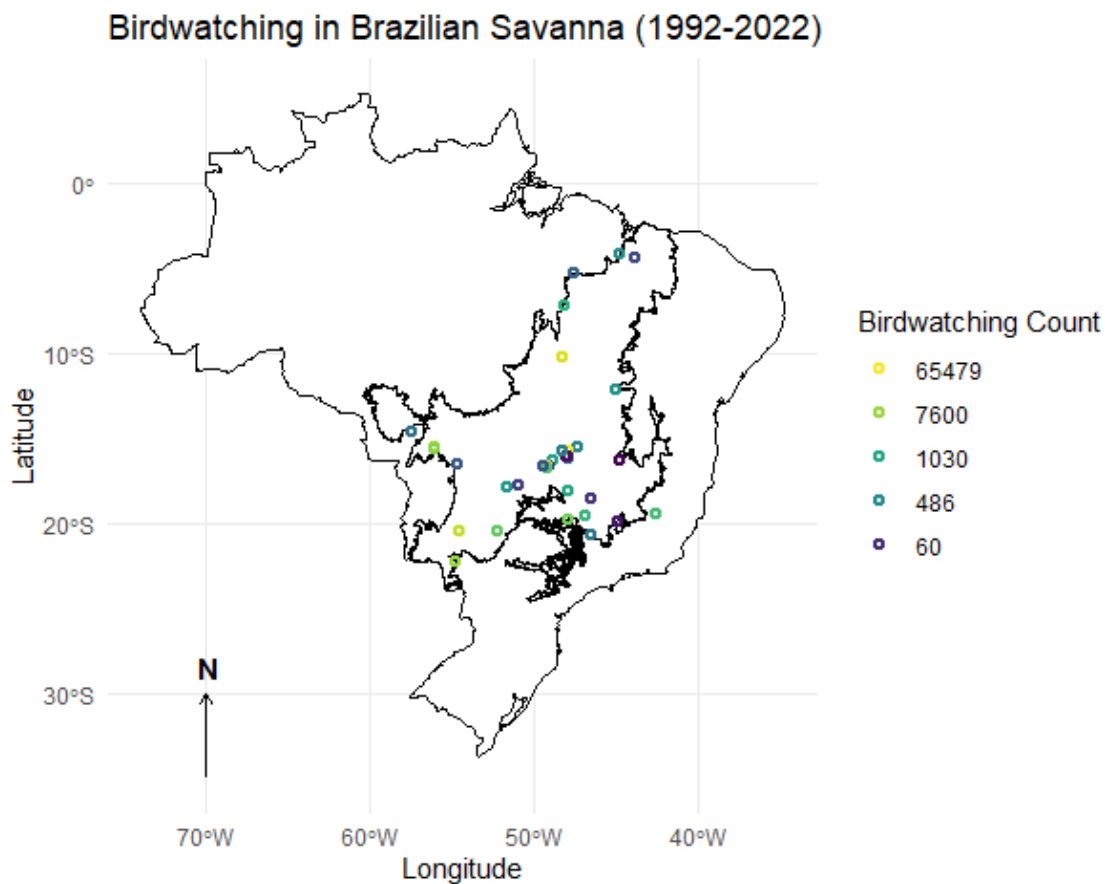 Birdwatching in Brazilian Savanna (1992-2022)
0°
10°S
20°S
30°S
Latitude
N
70°W
60°W
50°W
40°W
Longitude
Birdwatching Count
65479
7600
1030
486
60